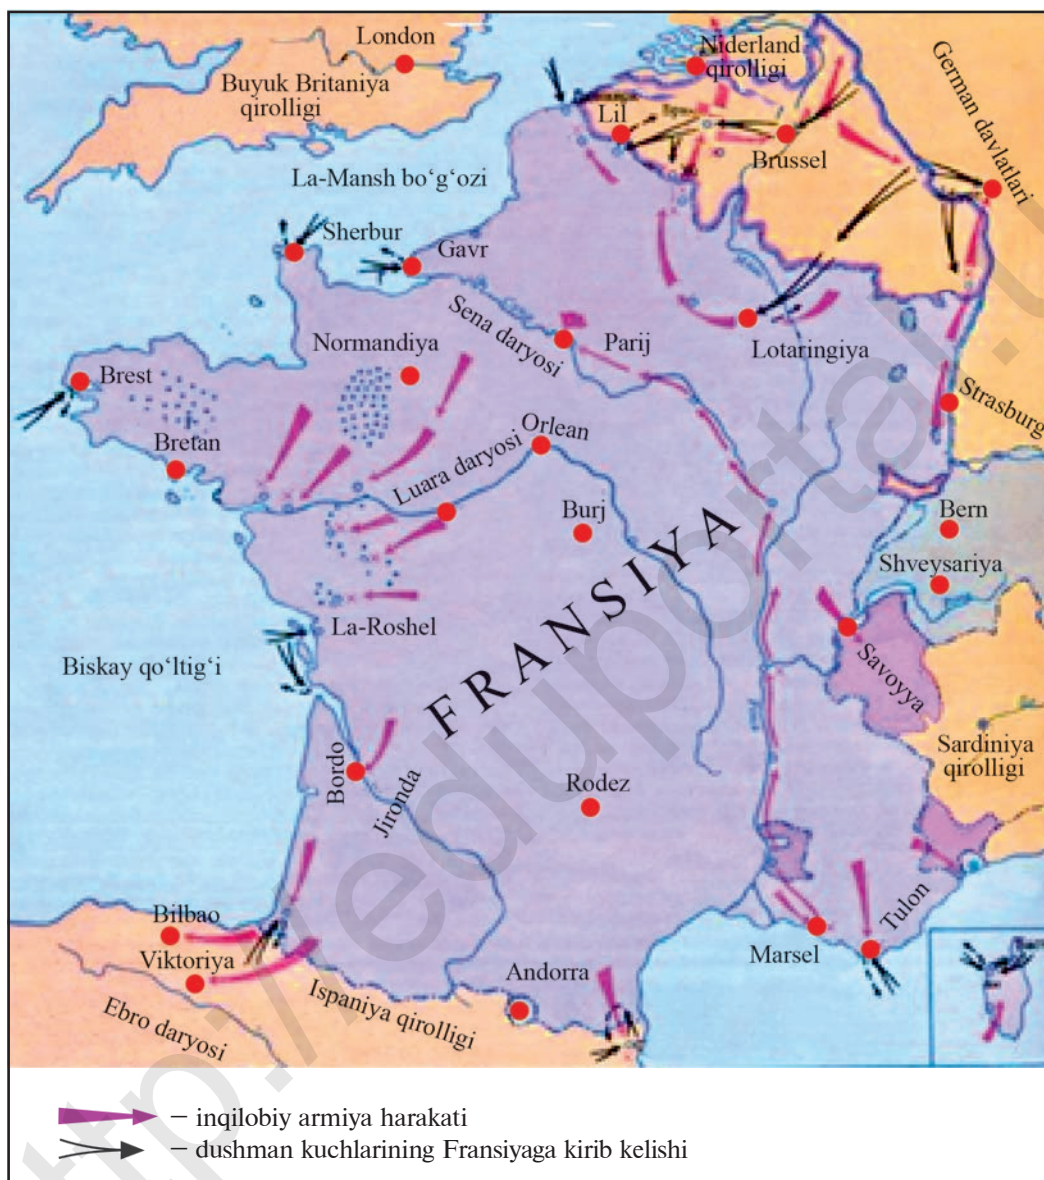 London
Buyuk Britaniya
qirolligi
Niderland
qirolligi
German davlatlari
Lil
Brussel
La-Mansh bo‘g‘ozi
Sherbur
Gavr
Sena daryosi
Parij
Lotaringiya
Normandiya
Brest
Strasburg
Bretan
Orlean
Luara daryosi
Burj
Bern
Shveysariya
FRANSIYA
La-Roshel
Biskay qo‘ltig‘i
Savoyya
Sardiniya
qirolligi
Bordo
Jironda
Rodez
Tulon
Marsel
Bilbao
Viktoriya
Andorra
Ispaniya qirolligi
Ebro daryosi
– inqilobiy armiya harakati
– dushman kuchlarining Fransiyaga kirib kelishi